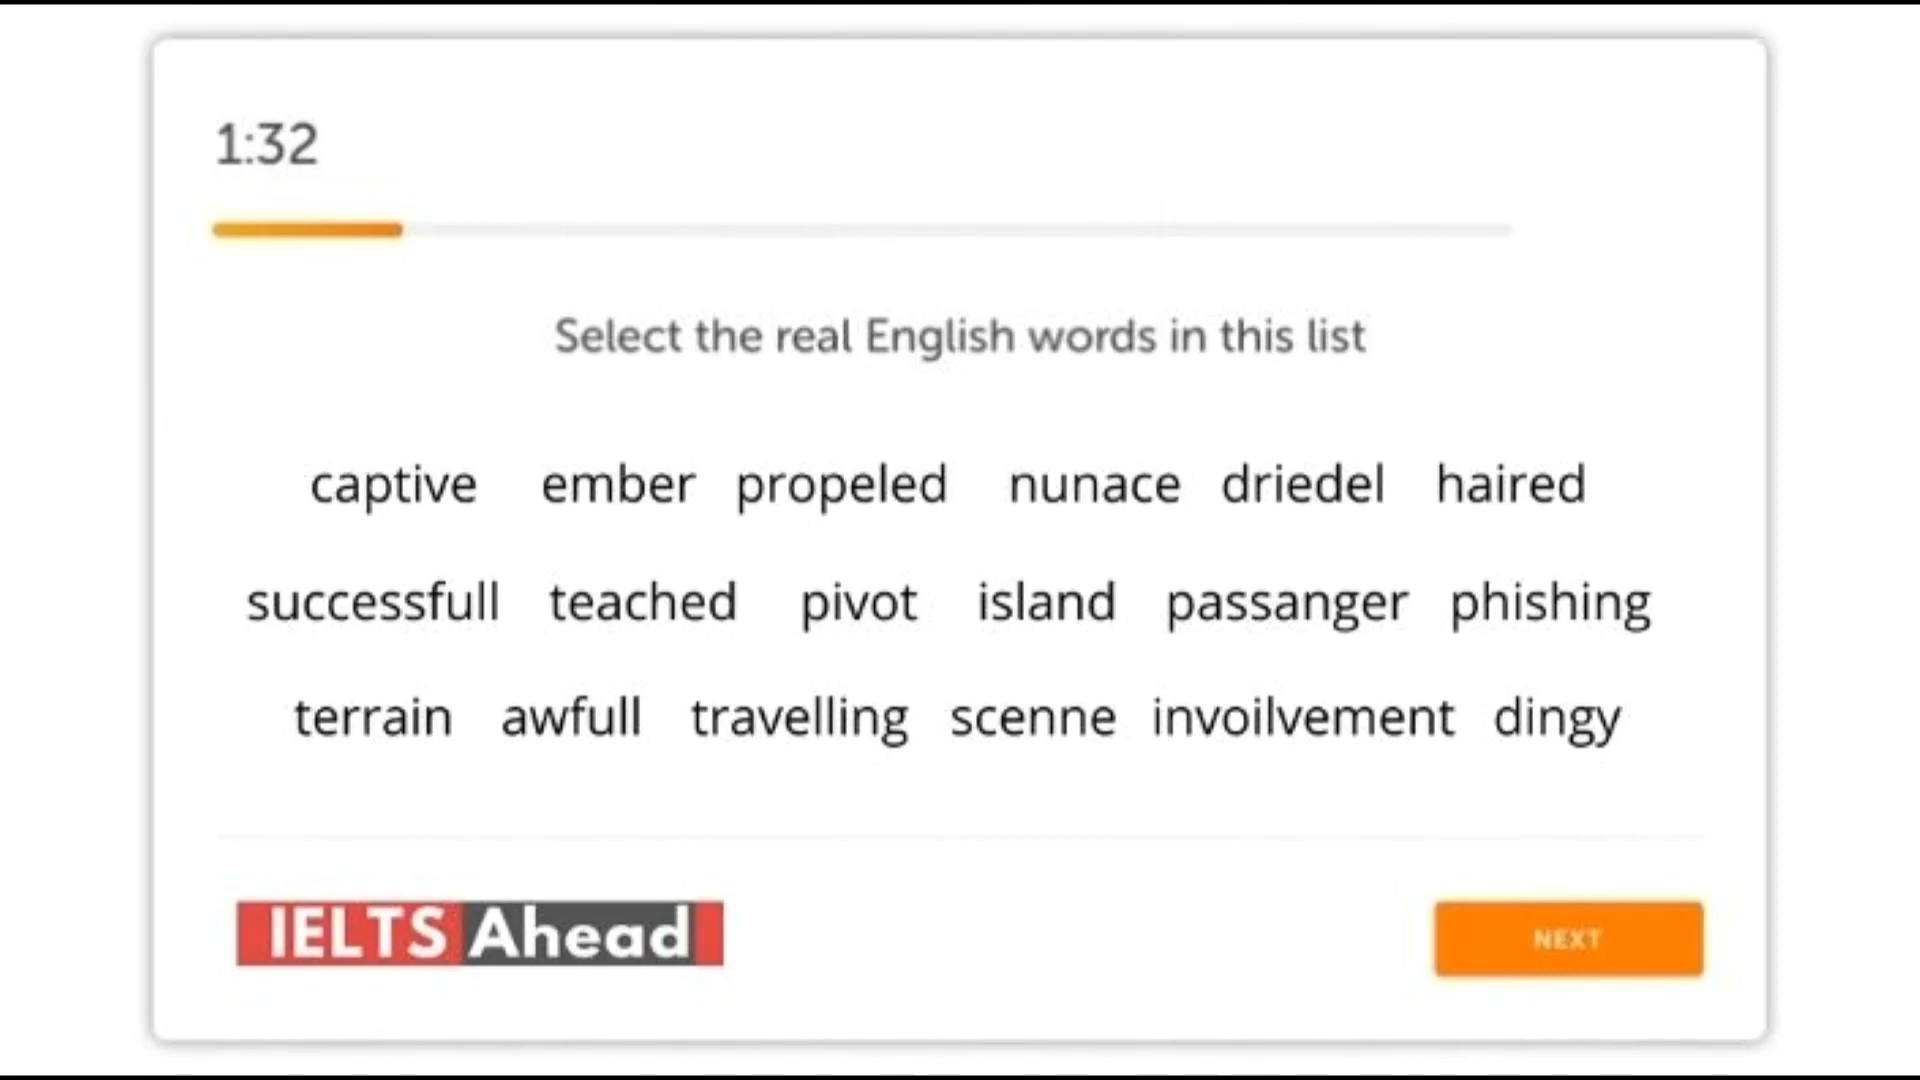 1:32
Select the real English words in this list
captive ember propeled nunace driedel haired
successfull teached pivot island passanger phishing
terrain awfull travelling scenne involvement dingy
IELTS Ahead
NEXT